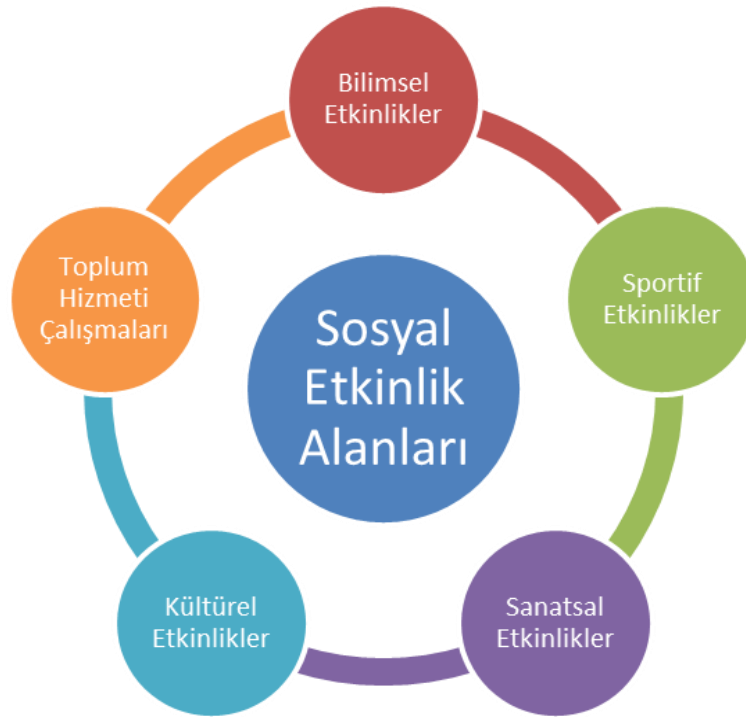 Bilimsel
Etkinlikler
Sportif
Etkinlikler
Sanatsal
Etkinlikler
Kültürel
Etkinlikler
Toplum
Hizmeti
Çalışmaları
Sosyal
Etkinlik
Alanları